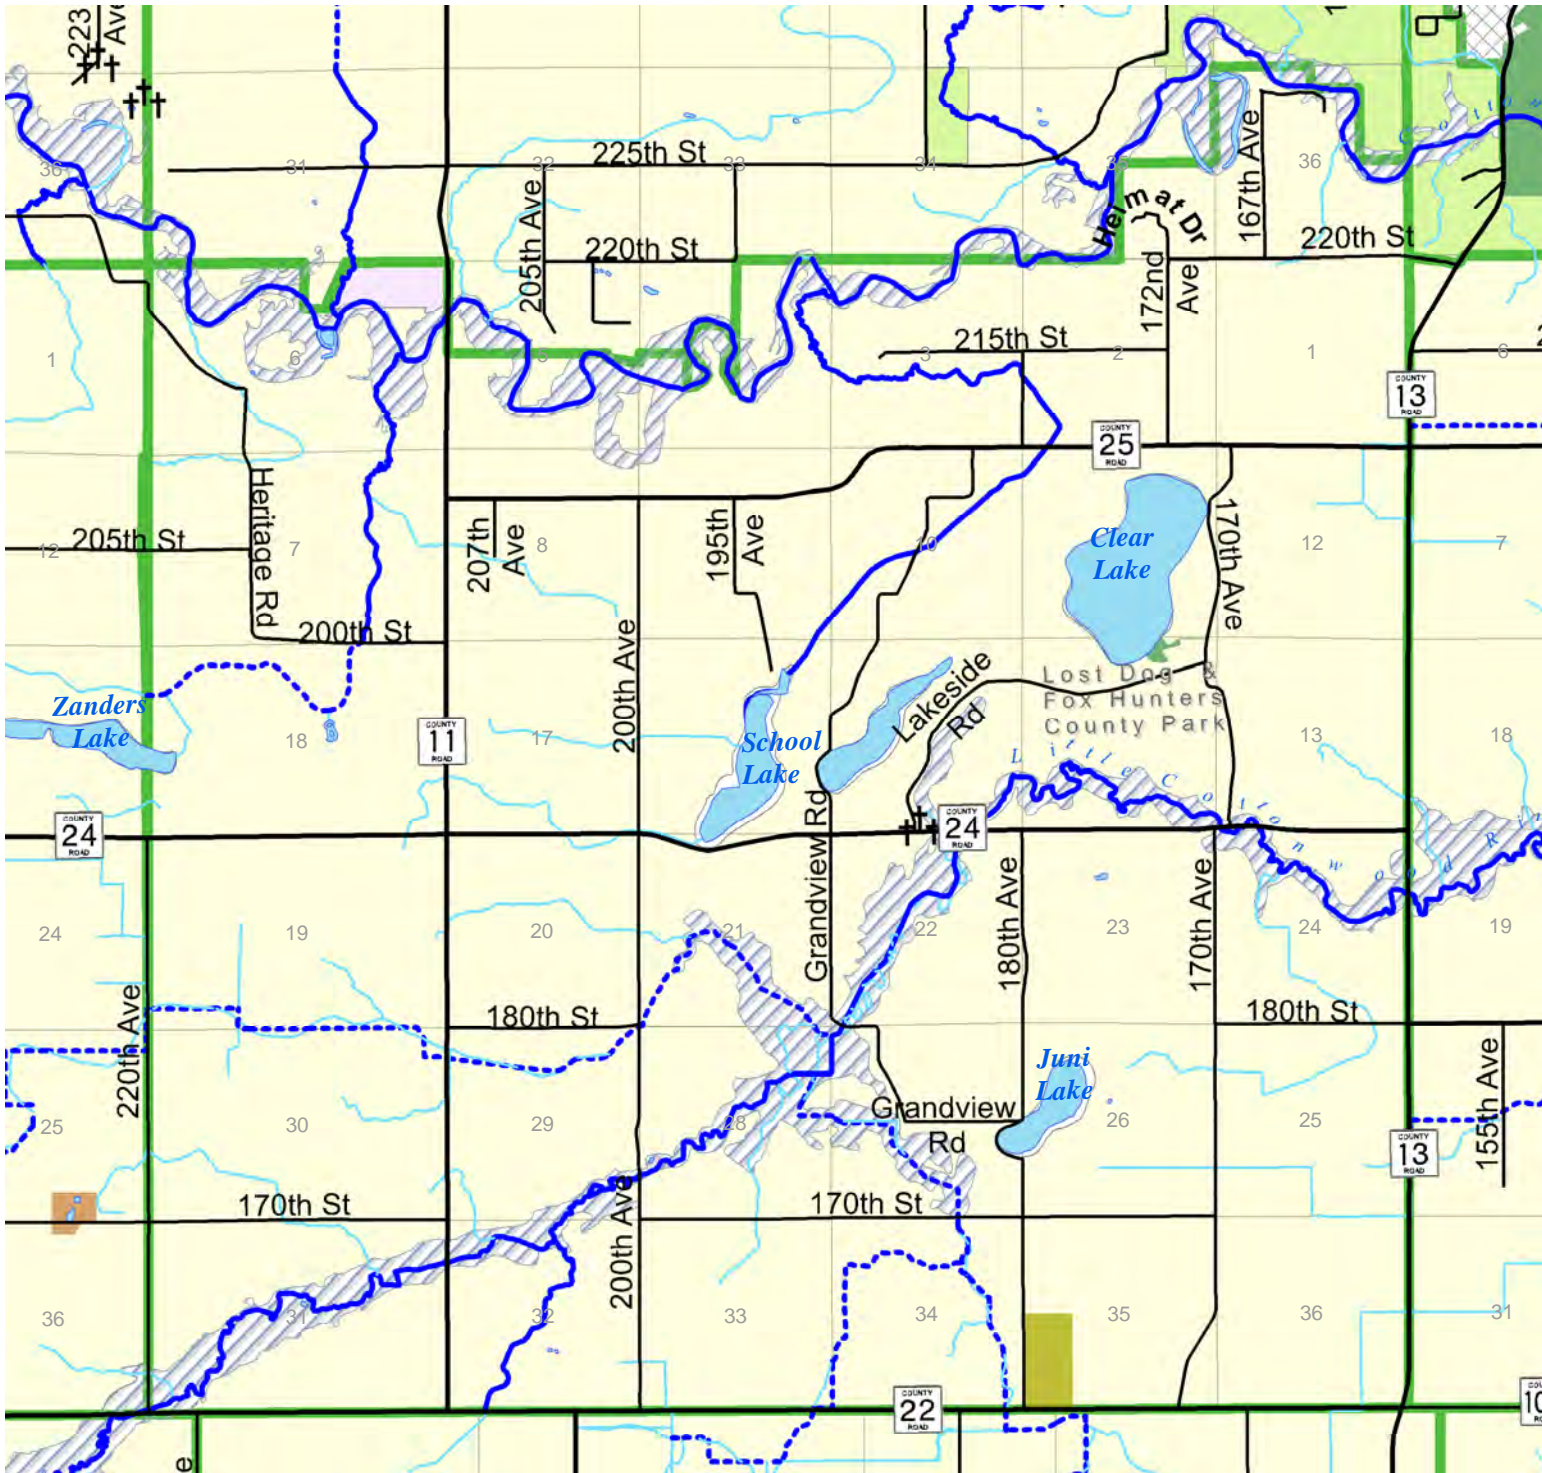 223
Ave
225th St
36
31
32
33
34
35
36
205th Ave
220th St
Heim at Dr
167th Ave
220th St
172nd
Ave
215th St
1
6
5
3
2
1
6
COUNTY
13
ROAD
COUNTY
25
ROAD
Heritage Rd
205th St
12
7
207th
Ave
8
195th
Ave
10
Clear
Lake
170th Ave
12
7
200th St
200th Ave
Zanders
Lake
18
COUNTY
11
ROAD
17
School
Lake
Lakeside
Rd
Lost Dog &
Fox Hunters
County Park
13
18
Little Cottonwood
COUNTY
24
ROAD
Grandview Rd
COUNTY
24
ROAD
180th Ave
170th Ave
24
19
20
21
22
23
24
19
220th Ave
180th St
180th St
Juni
Lake
155th Ave
25
30
29
28
Grandview
Rd
26
25
COUNTY
13
ROAD
170th St
200th Ave
170th St
36
31
32
33
34
35
36
31
COUNTY
22
ROAD